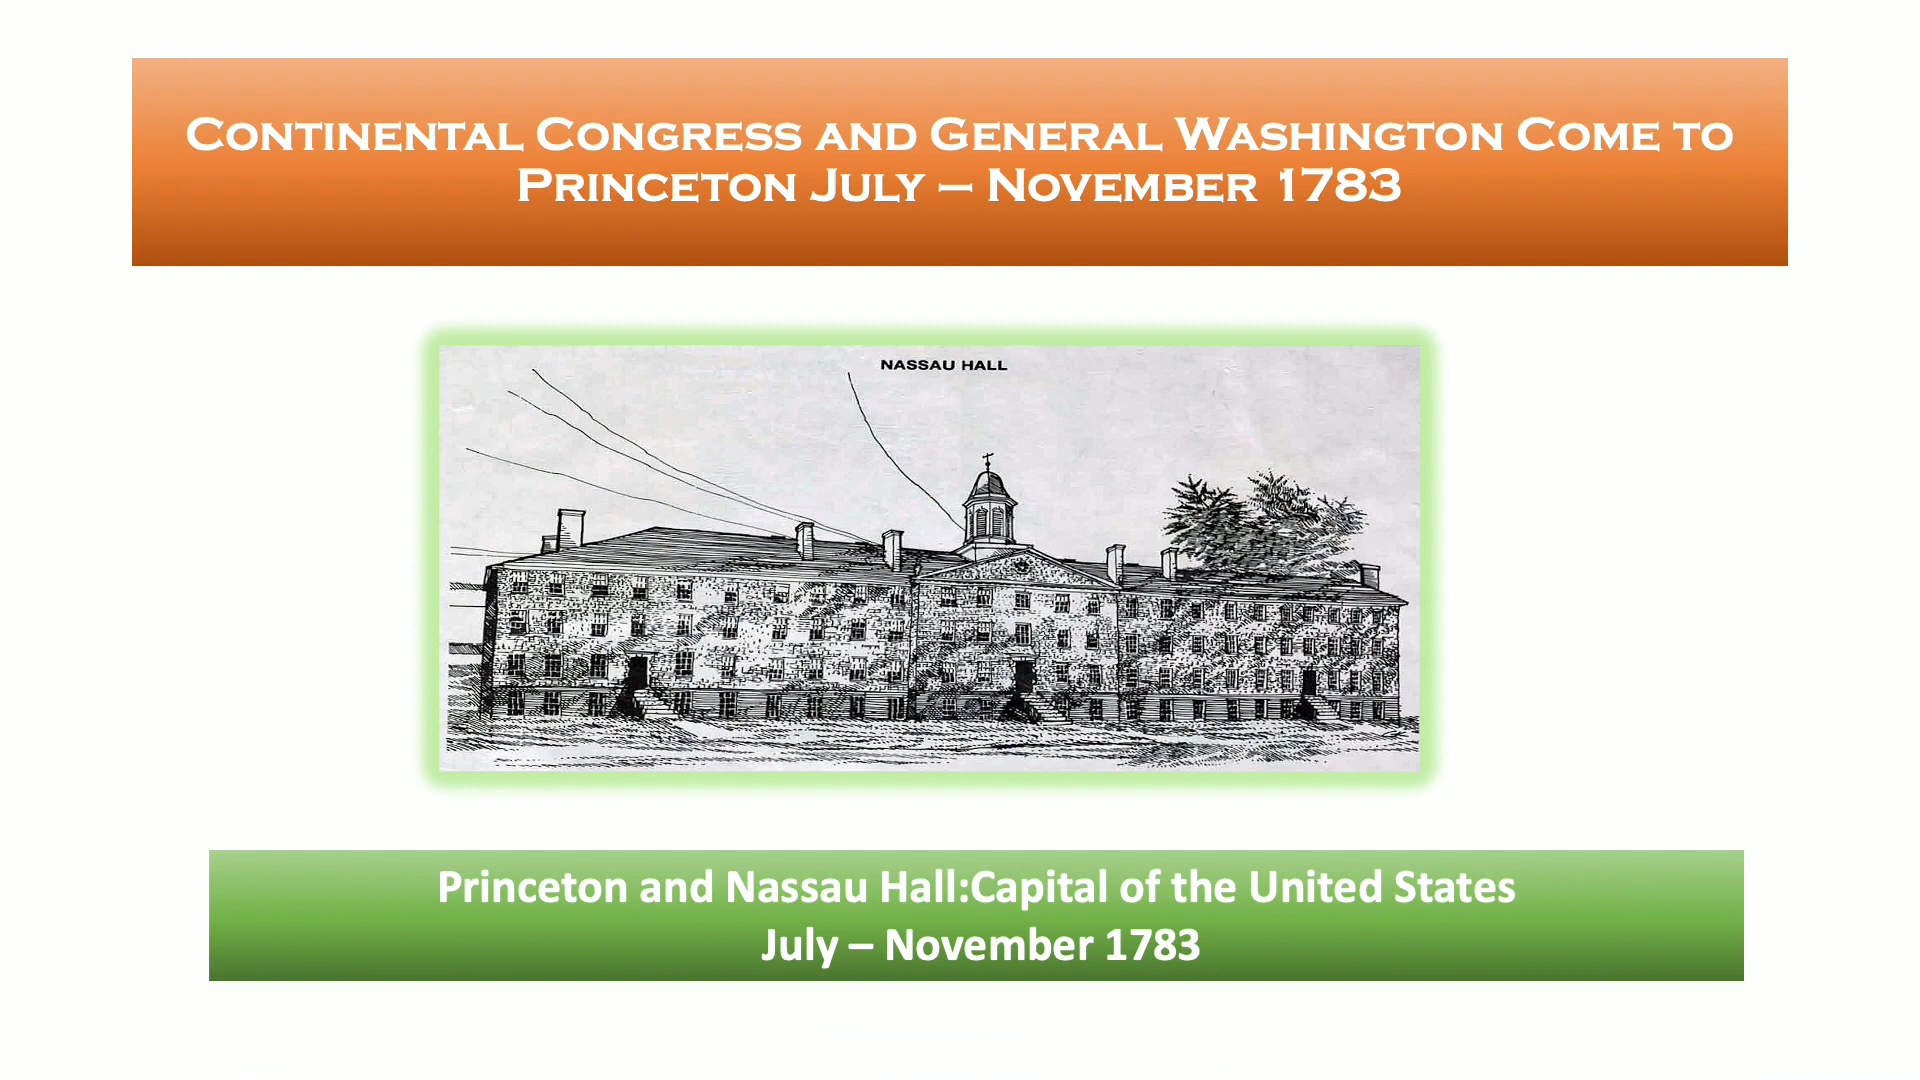 Continental Congress and General Washington Come to
Princeton July – November 1783
NASSAU HALL
Princeton and Nassau Hall:Capital of the United States
July – November 1783